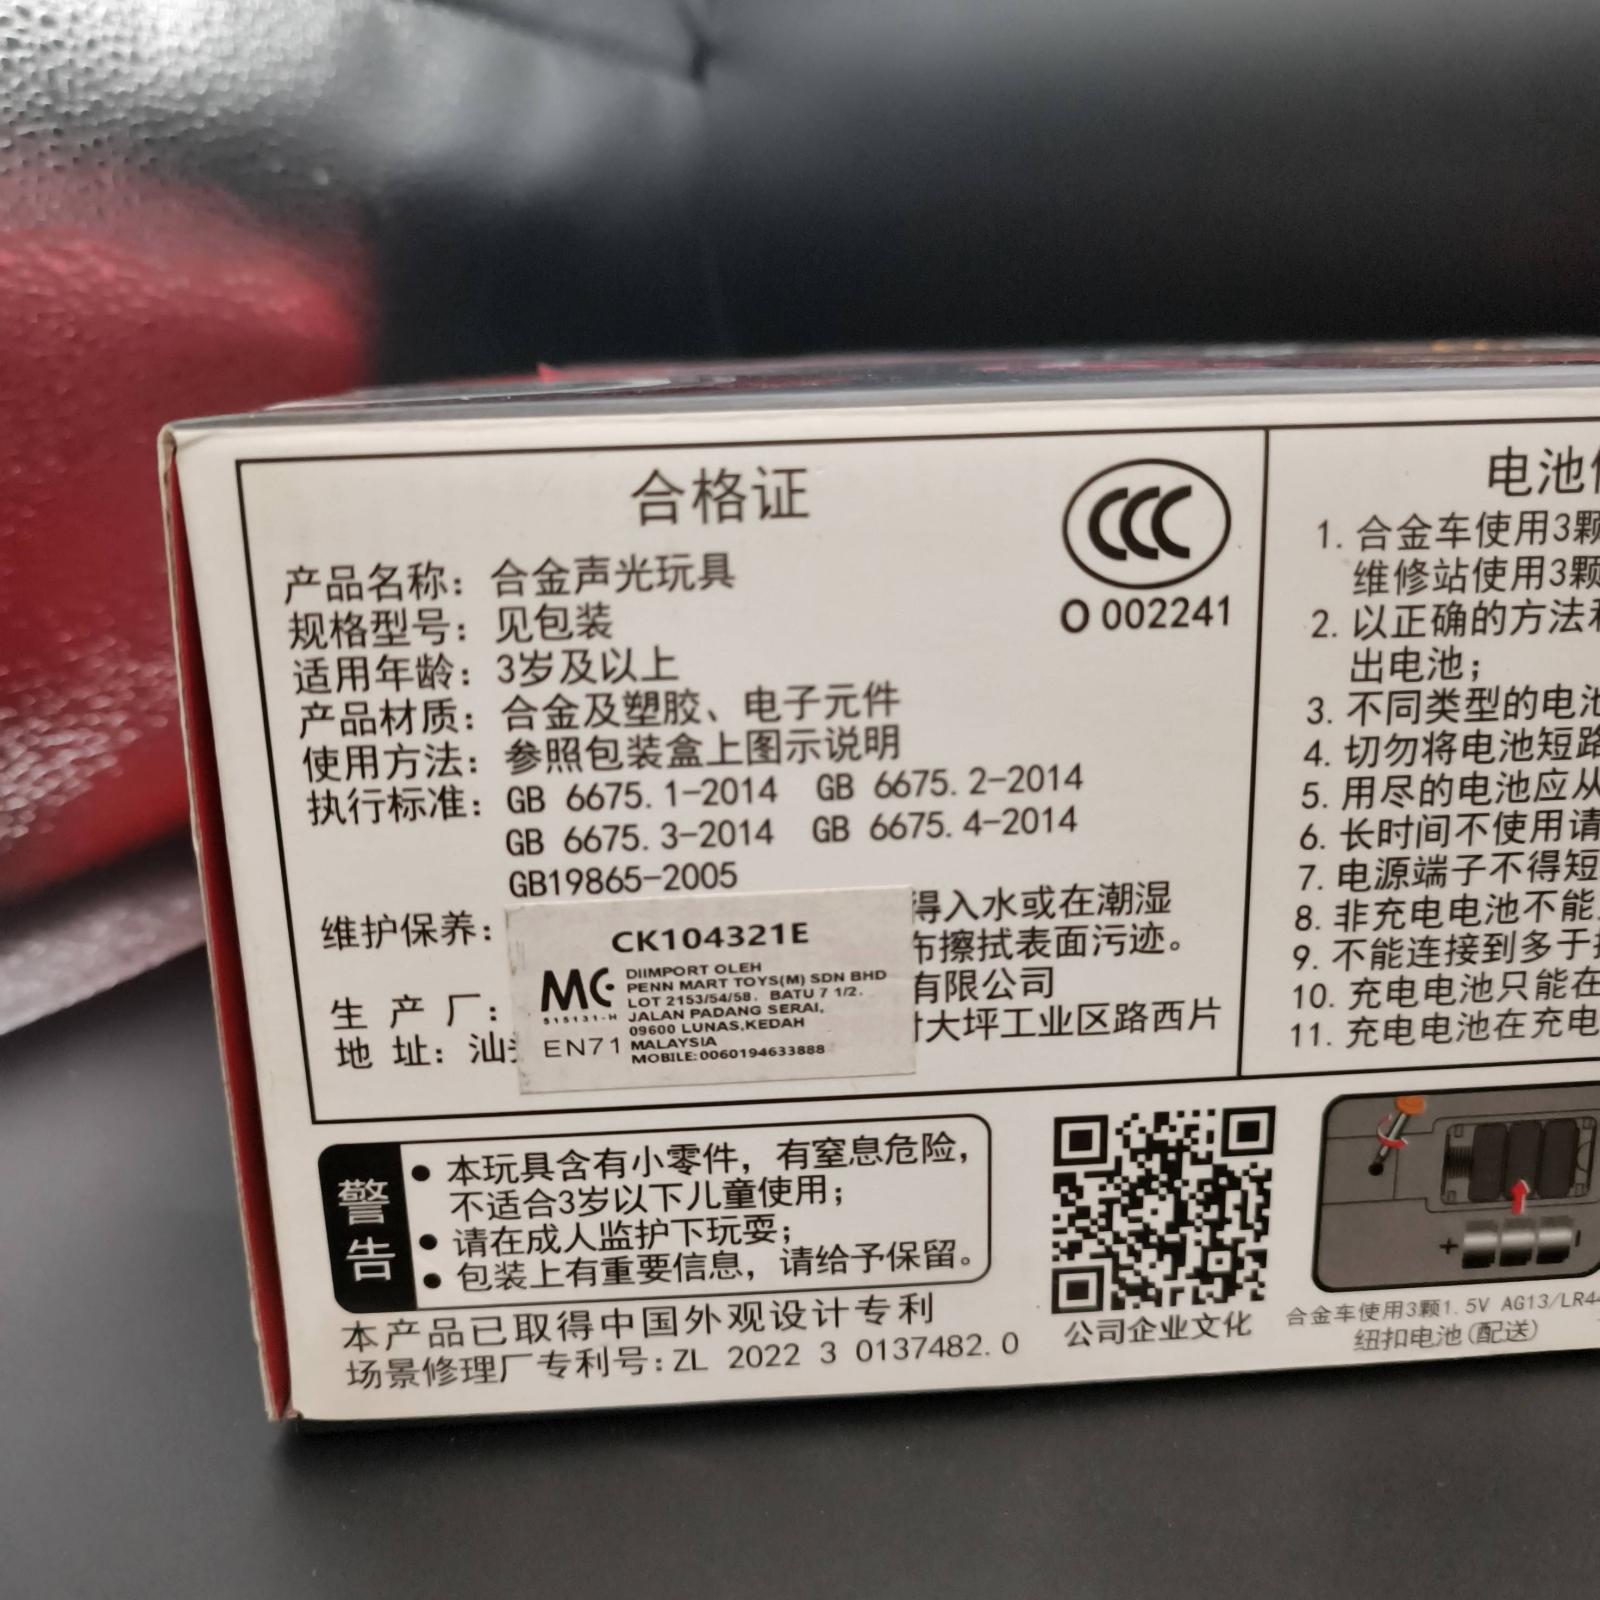 合格证
CCC
O 002241
产品名称：合金声光玩具
规格型号：见包装
适用年龄：3岁及以上
产品材质：合金及塑胶、电子元件
使用方法：参照包装盒上图示说明
执行标准：GB 6675.1-2014 GB 6675.2-2014
GB 6675.3-2014 GB 6675.4-2014
GB19865-2005
维护保养：
得入水或在潮湿
擦拭表面污迹。
生 产 厂：
有限公司
地 址：汕
大坪工业区路西片
CK104321E
MC
515131-H
EN71
DIIMPORT OLEH
PENN MART TOYS(M) SDN BHD
LOT 2153/54/58. BATU 7 1/2.
JALAN PADANG SERAI,
09600 LUNAS,KEDAH
MALAYSIA
MOBILE:0060194633888
电池
1. 合金车使用3颗
维修站使用3颗
2. 以正确的方法
出电池；
3. 不同类型的电池
4. 切勿将电池短路
5. 用尽的电池应从
6. 长时间不使用请
7. 电源端子不得短
8. 非充电电池不能
9. 不能连接到多于
10. 充电电池只能在
11. 充电电池在充电
警告
● 本玩具含有小零件，有窒息危险，
不适合3岁以下儿童使用；
● 请在成人监护下玩耍；
● 包装上有重要信息，请给予保留。
本产品已取得中国外观设计专利
场景修理厂专利号:ZL 2022 3 0137482.0
公司企业文化
+
合金车使用3颗1.5V AG13/LR44
纽扣电池(配送)